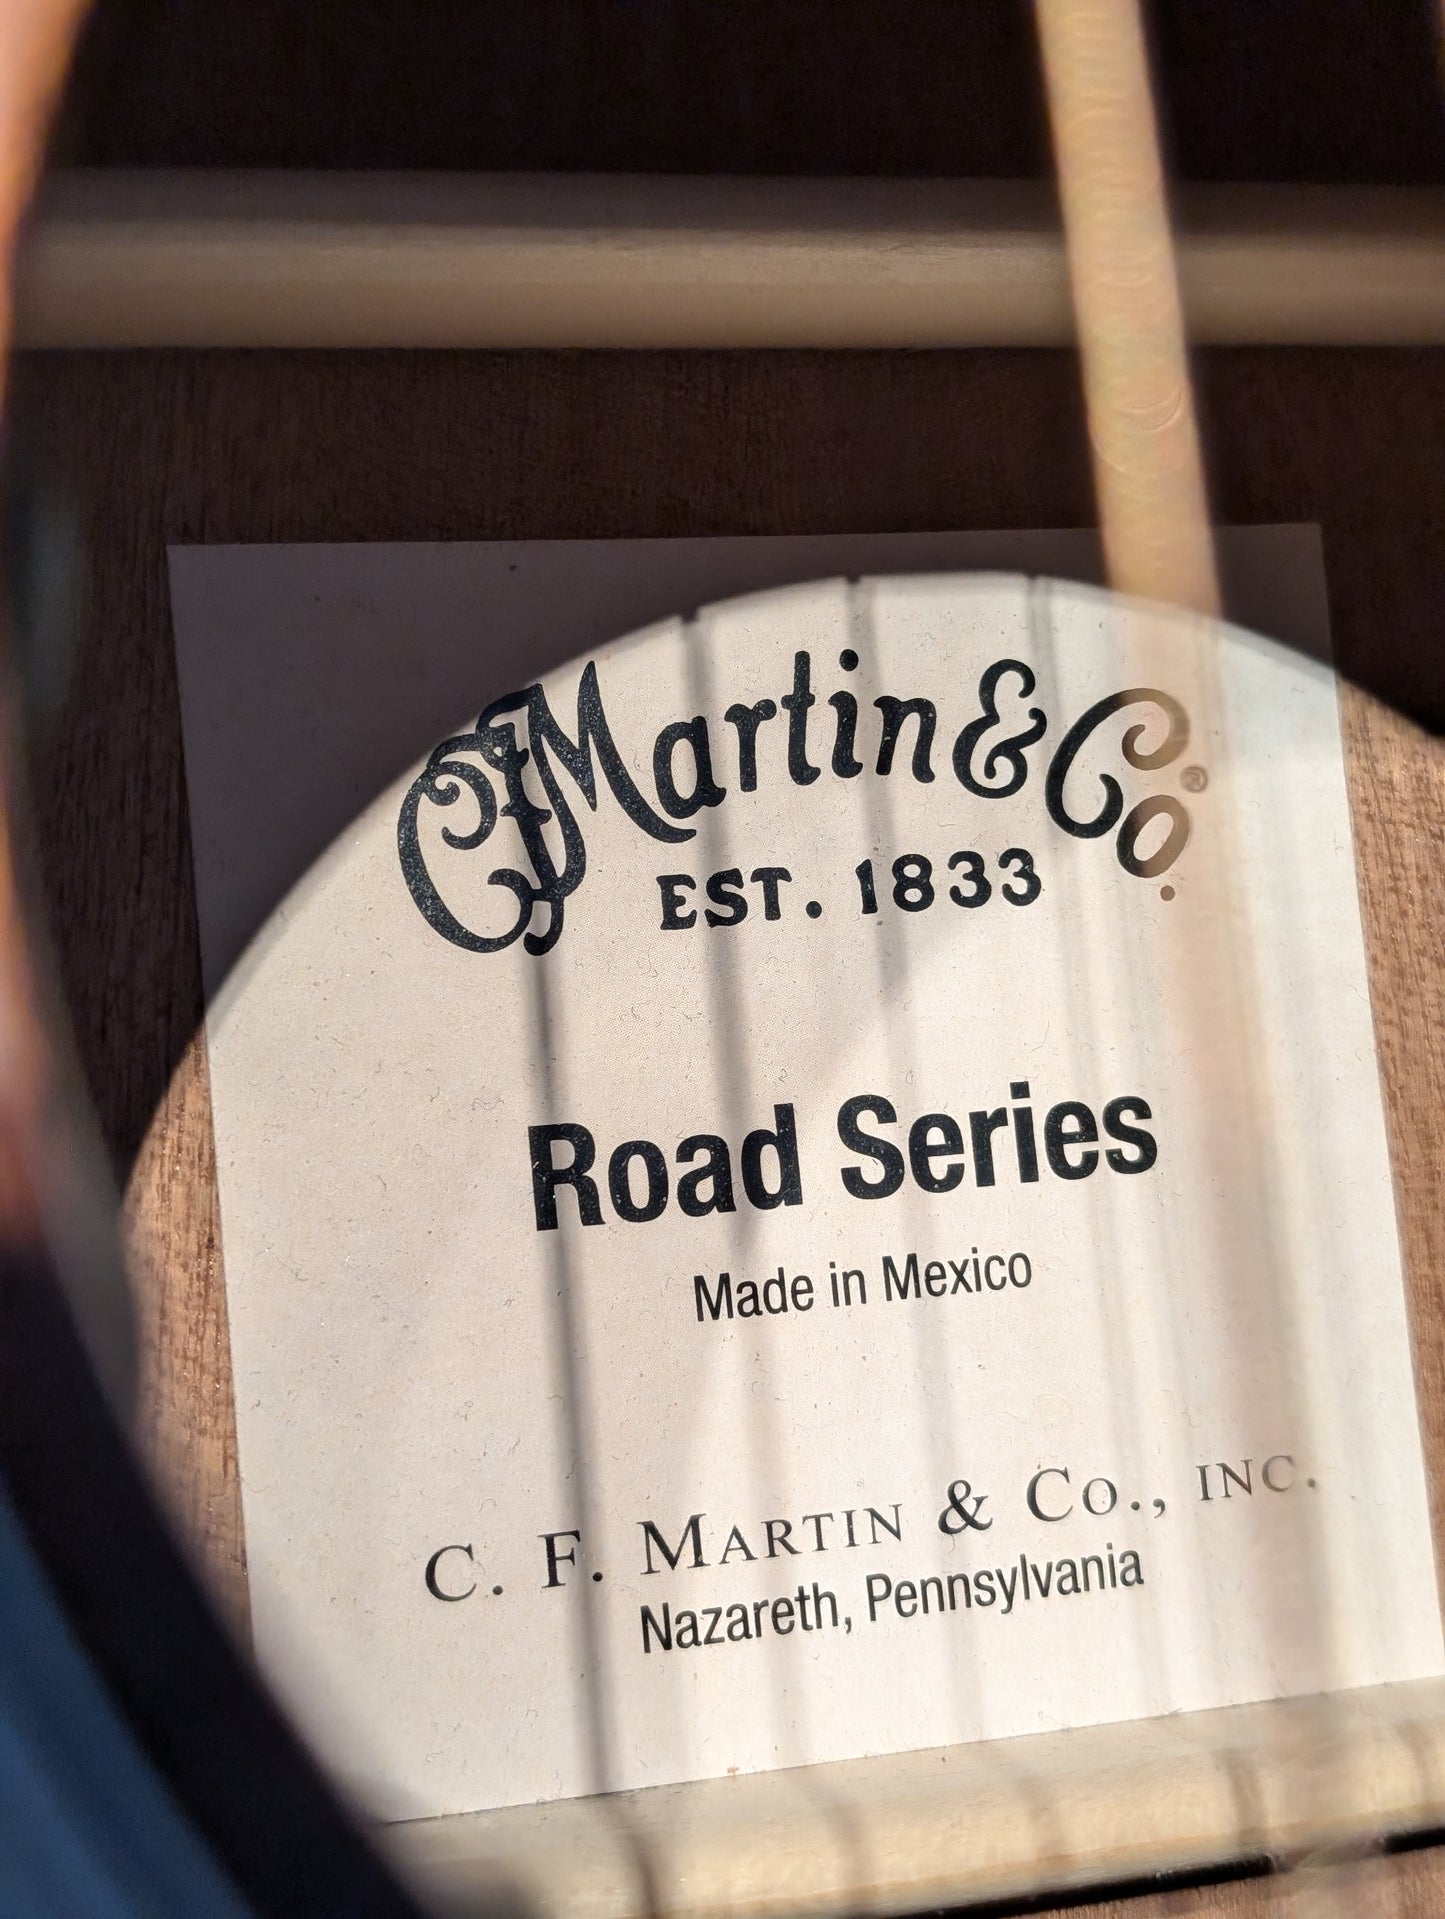 CFMartin & Co.®
EST. 1833
Road Series
Made in Mexico
C. F. MARTIN & CO., INC.
Nazareth, Pennsylvania